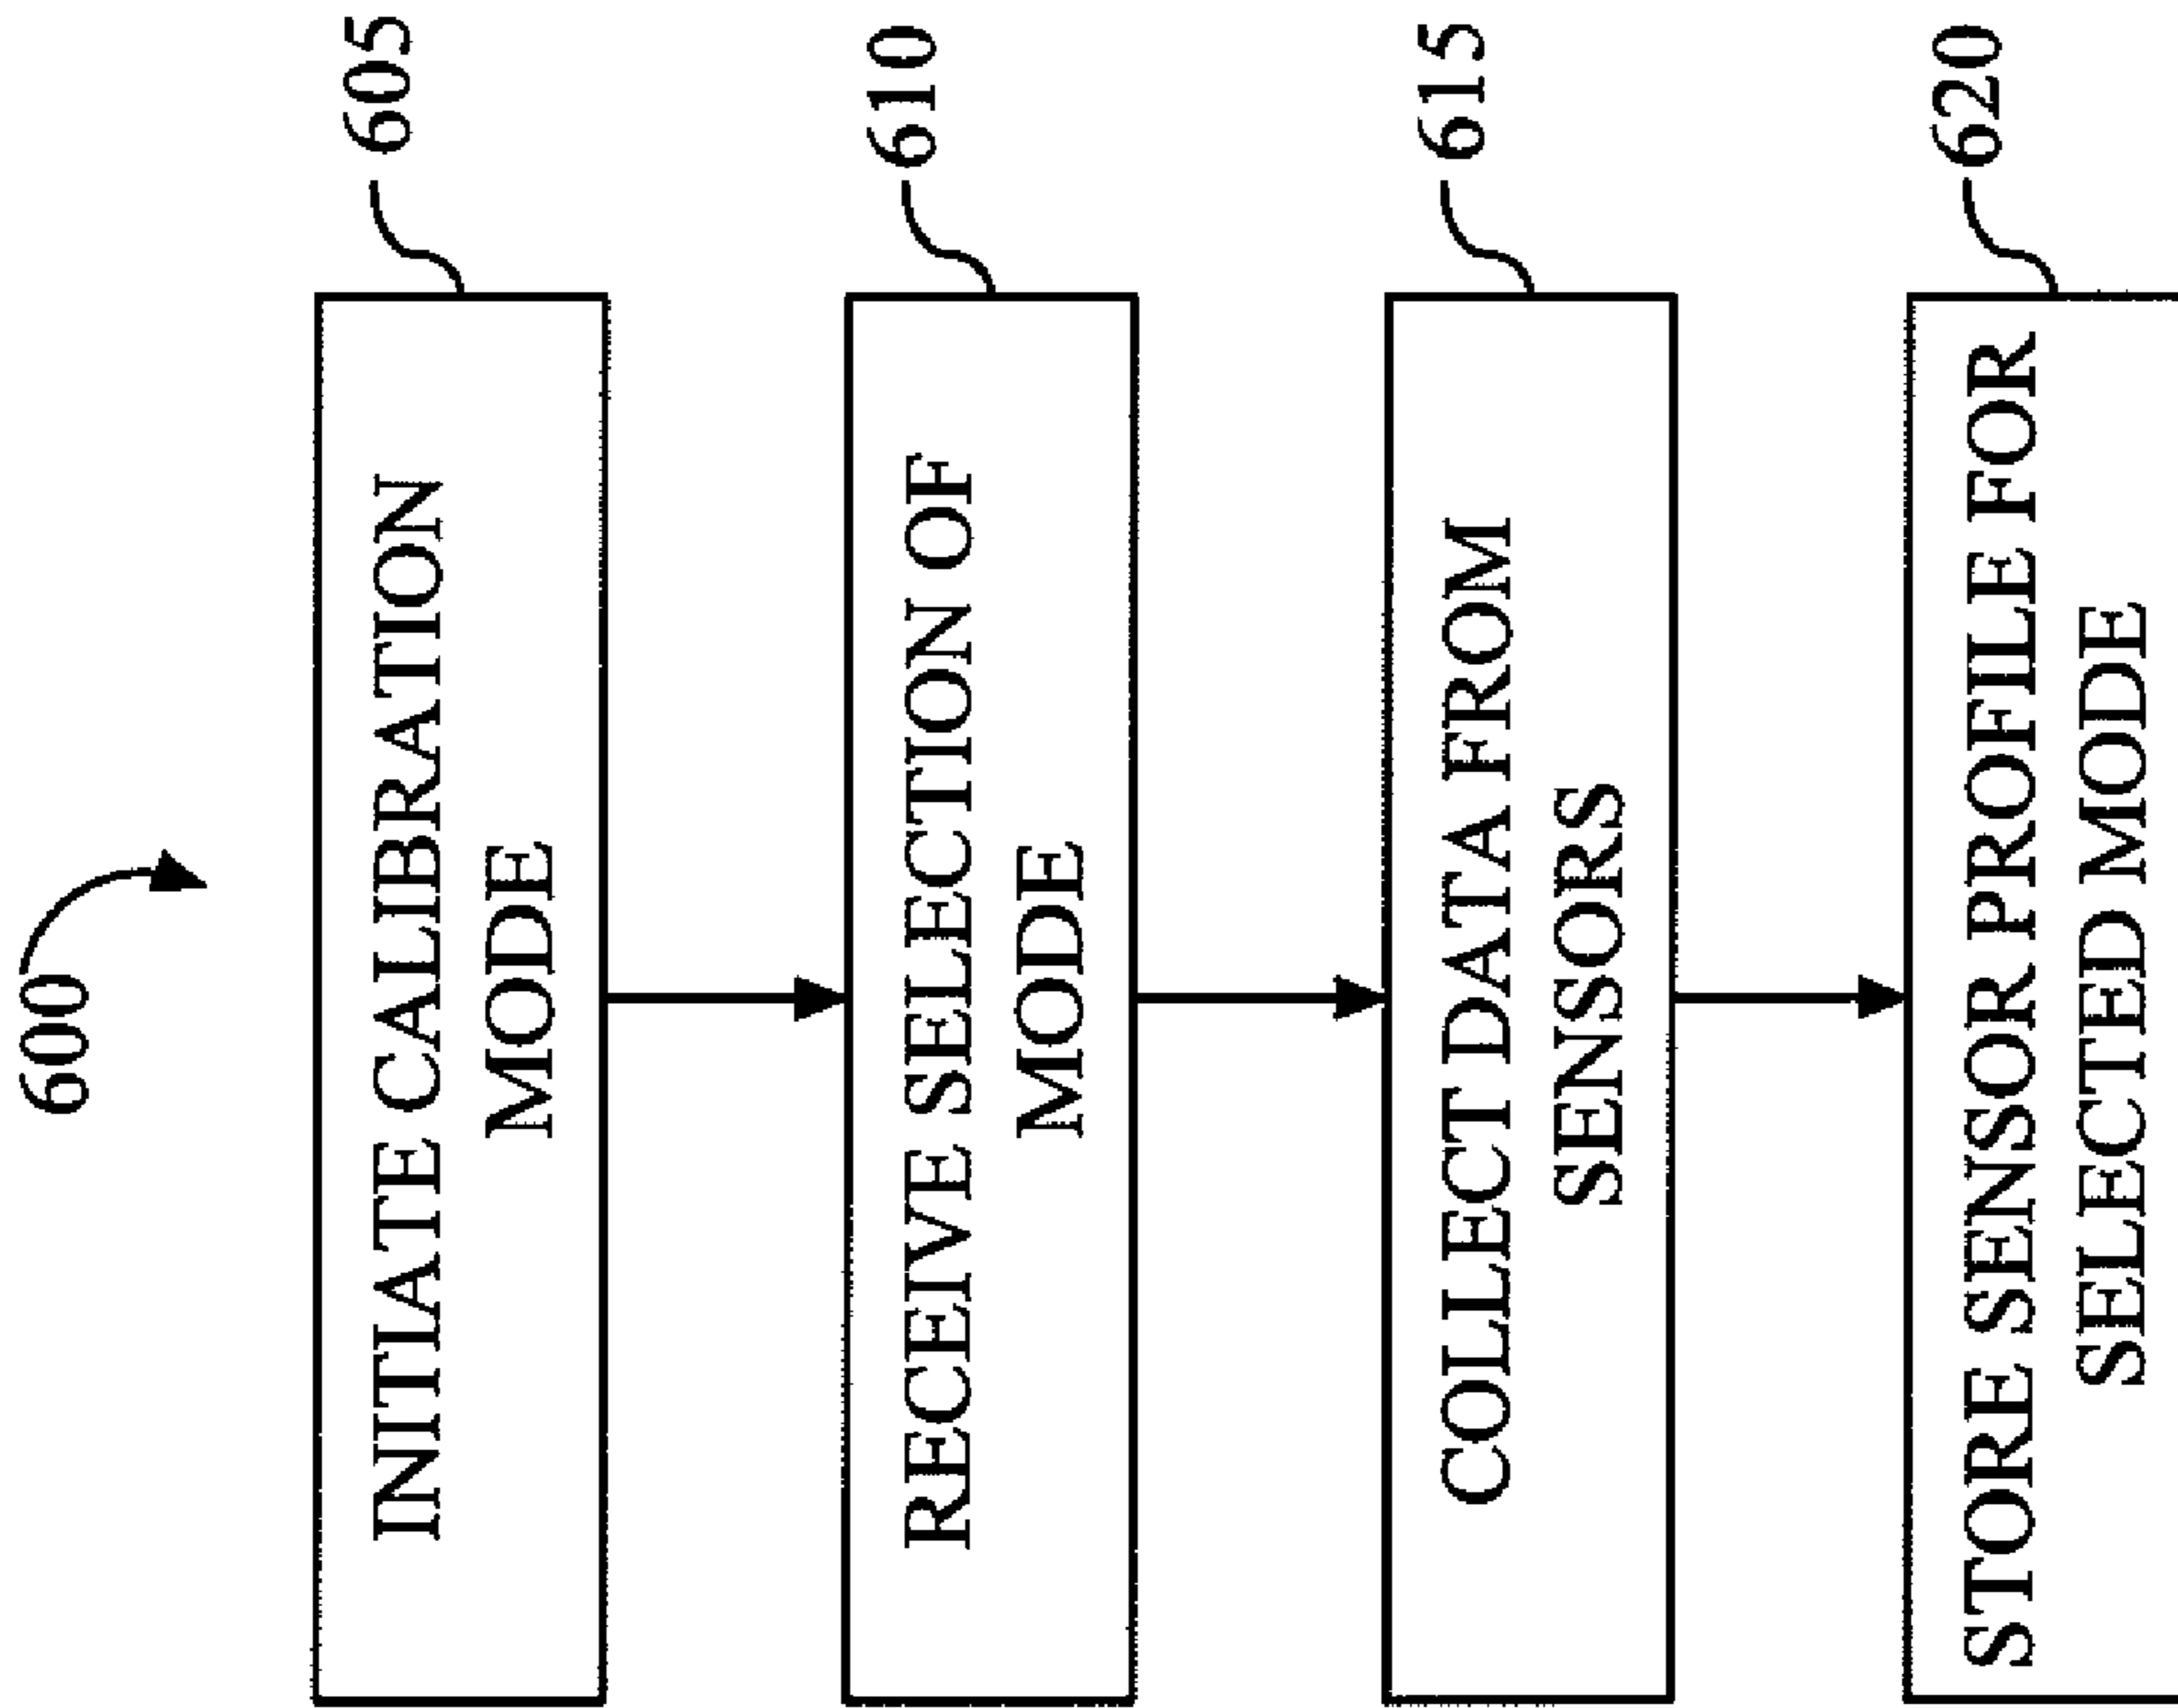 600
INITIATE CALIBRATION
MODE
605
RECEIVE SELECTION OF
MODE
610
COLLECT DATA FROM
SENSORS
615
STORE SENSOR PROFILE FOR
SELECTED MODE
620